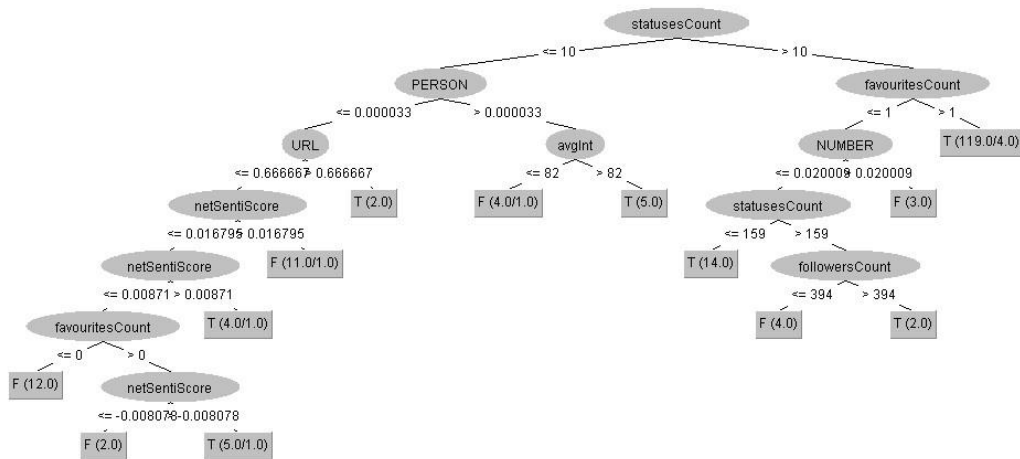 statusesCount
<= 10 > 10
PERSON favouritesCount
<= 0.000033 > 0.000033 <= 1 > 1
URL avgInt NUMBER T (119.0/4.0)
<= 0.666667 > 0.666667 <= 82 > 82 <= 0.020009 > 0.020009
netSentiScore T (2.0) F (4.0/1.0) T (5.0) statusesCount F (3.0)
<= 0.016795 > 0.016795 <= 159 > 159
netSentiScore F (11.0/1.0) T (14.0) followersCount
<= 0.00871 > 0.00871 <= 394 > 394
favouritesCount T (4.0/1.0) F (4.0) T (2.0)
<= 0 > 0
F (12.0) netSentiScore
<= -0.008078 > -0.008078
F (2.0) T (5.0/1.0)